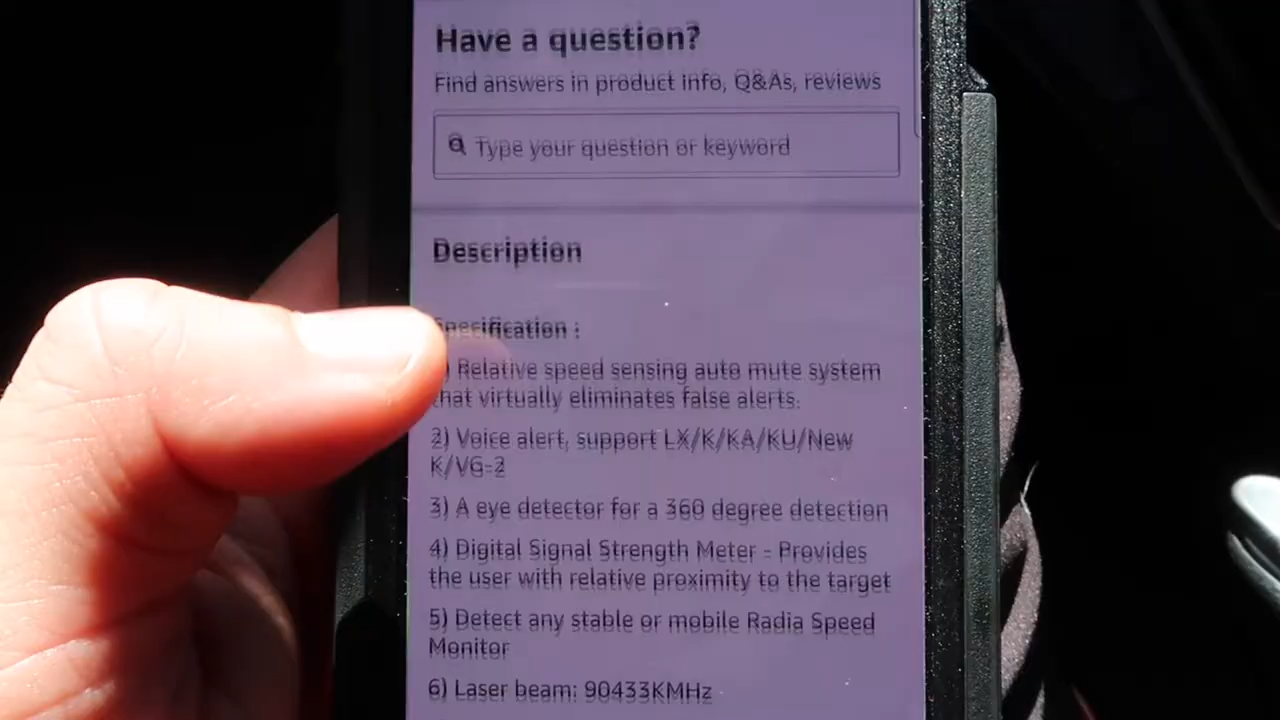 Have a question?
Find answers in product info, Q&As, reviews
Type your question or keyword
Description
Specification :
) Relative speed sensing auto mute system
that virtually eliminates false alerts.
2) Voice alert, support LX/K/KA/KU/New
K/VG-2
3) A eye detector for a 360 degree detection
4) Digital Signal Strength Meter - Provides
the user with relative proximity to the target
5) Detect any stable or mobile Radia Speed
Monitor
6) Laser beam: 90433KMHz